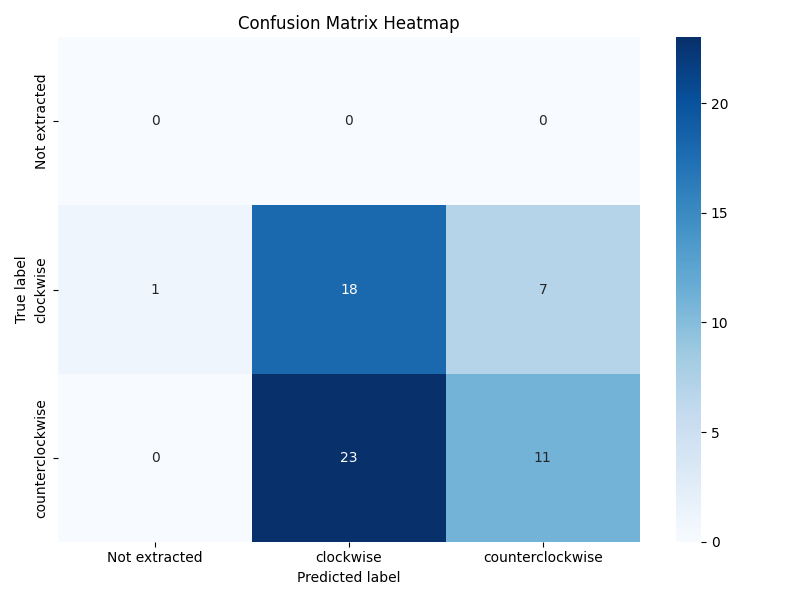 Confusion Matrix Heatmap
Not extracted
clockwise
counterclockwise
True label
0 0 0
1 18 7
0 23 11
Not extracted clockwise counterclockwise
Predicted label
20
15
10
5
0